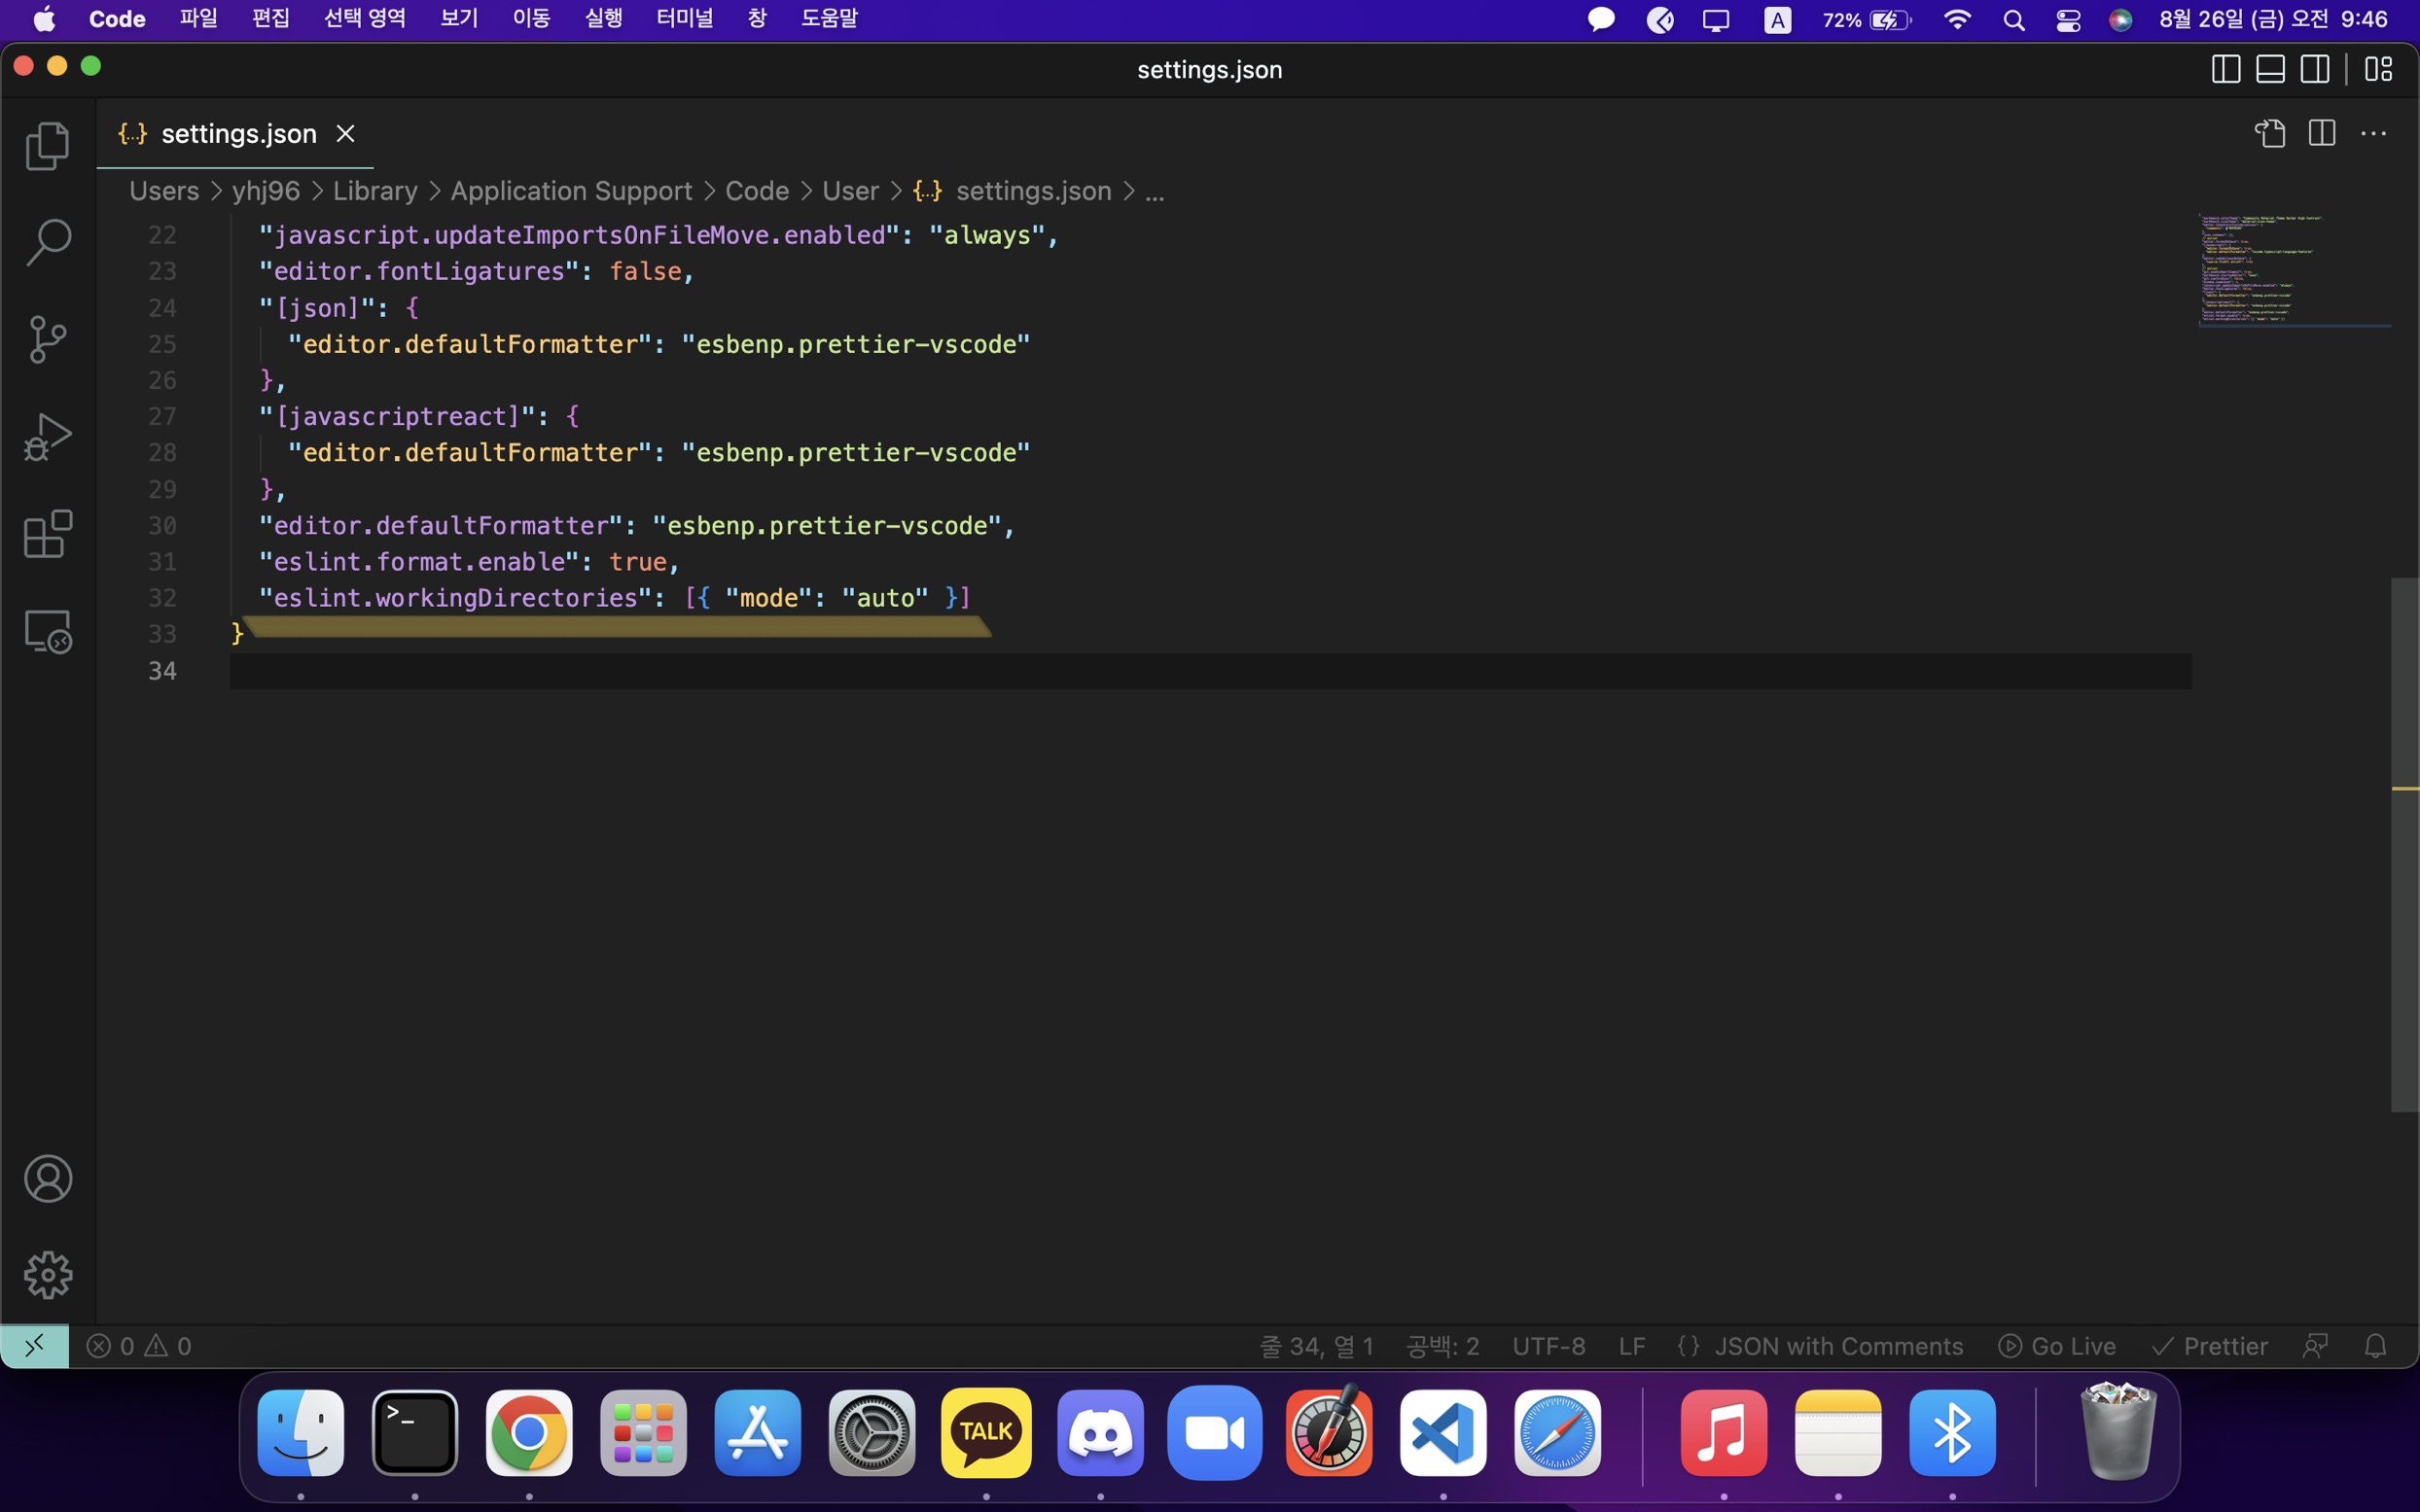 Code 파일 편집 선택 영역 보기 이동 실행 터미널 창 도움말 A 72% 8월 26일 (금) 오전 9:46
settings.json
{...} settings.json
Users > yhj96 > Library > Application Support > Code > User > {...} settings.json > ...
22 "javascript.updateImportsOnFileMove.enabled": "always",
23 "editor.fontLigatures": false,
24 "[json]": {
25 "editor.defaultFormatter": "esbenp.prettier-vscode"
26 },
27 "[javascriptreact]": {
28 "editor.defaultFormatter": "esbenp.prettier-vscode"
29 },
30 "editor.defaultFormatter": "esbenp.prettier-vscode",
31 "eslint.format.enable": true,
32 "eslint.workingDirectories": [{ "mode": "auto" }]
33 }
34
0 0 줄 34, 열 1 공백: 2 UTF-8 LF {} JSON with Comments Go Live Prettier
>_
TALK